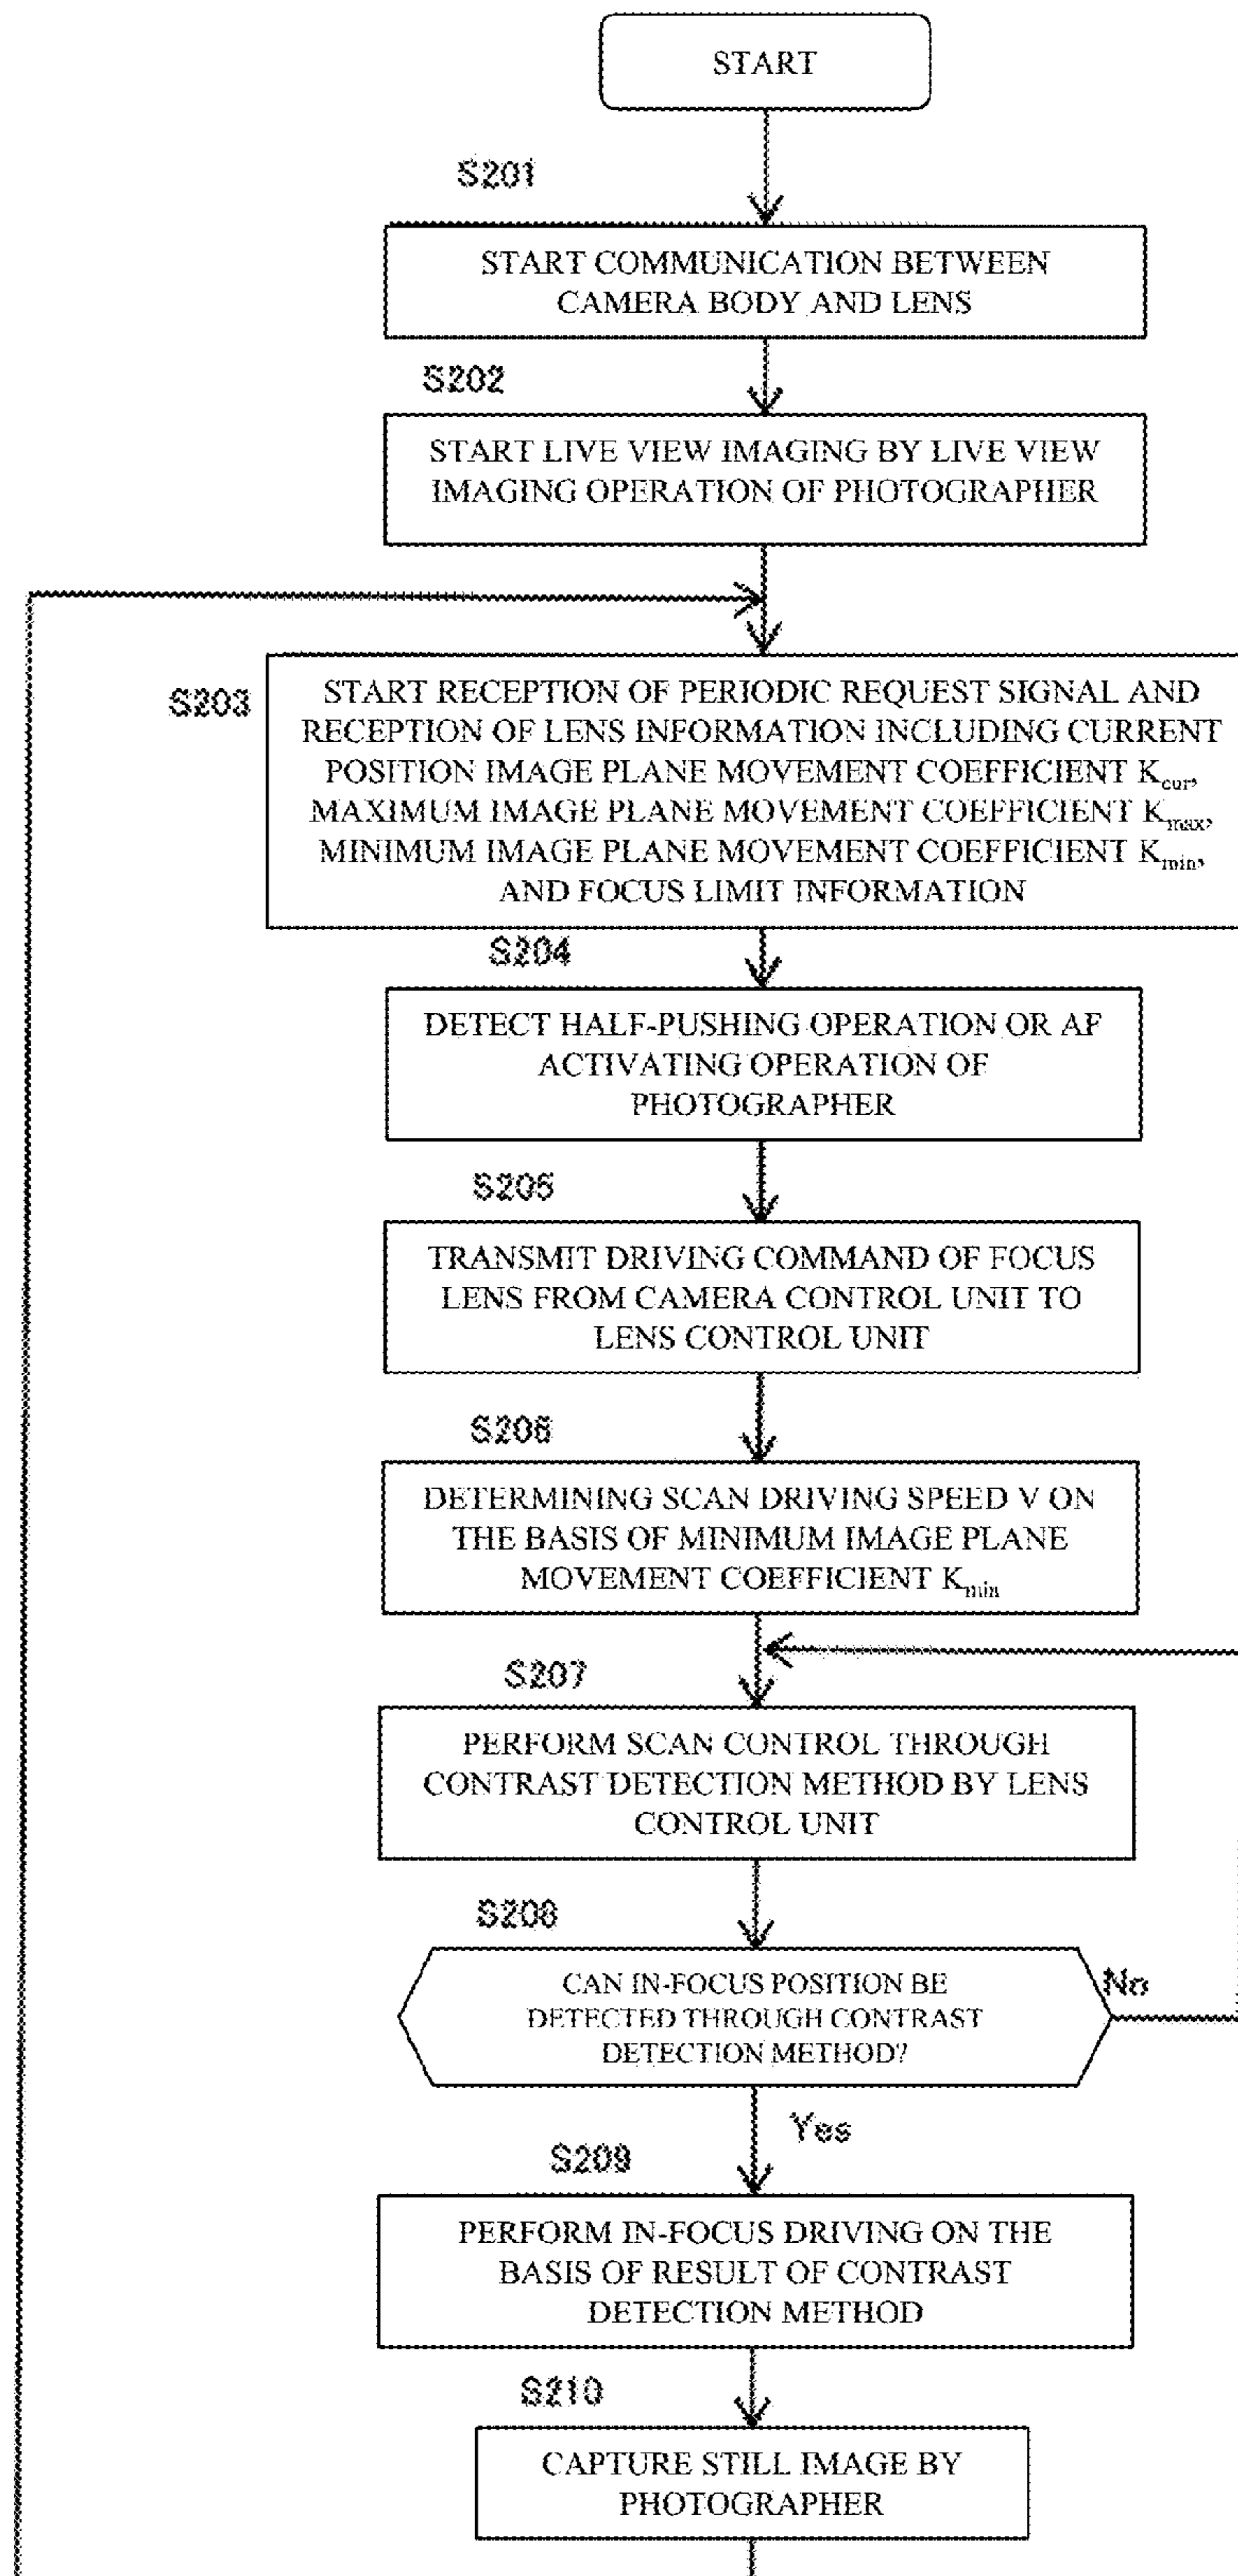 START
S201
START COMMUNICATION BETWEEN
CAMERA BODY AND LENS
S202
START LIVE VIEW IMAGING BY LIVE VIEW
IMAGING OPERATION OF PHOTOGRAPHER
S203
START RECEPTION OF PERIODIC REQUEST SIGNAL AND
RECEPTION OF LENS INFORMATION INCLUDING CURRENT
POSITION IMAGE PLANE MOVEMENT COEFFICIENT Kcur,
MAXIMUM IMAGE PLANE MOVEMENT COEFFICIENT Kmax,
MINIMUM IMAGE PLANE MOVEMENT COEFFICIENT Kmin,
AND FOCUS LIMIT INFORMATION
S204
DETECT HALF-PUSHING OPERATION OR AF
ACTIVATING OPERATION OF
PHOTOGRAPHER
S205
TRANSMIT DRIVING COMMAND OF FOCUS
LENS FROM CAMERA CONTROL UNIT TO
LENS CONTROL UNIT
S206
DETERMINING SCAN DRIVING SPEED V ON
THE BASIS OF MINIMUM IMAGE PLANE
MOVEMENT COEFFICIENT Kmin
S207
PERFORM SCAN CONTROL THROUGH
CONTRAST DETECTION METHOD BY LENS
CONTROL UNIT
S208
CAN IN-FOCUS POSITION BE
DETECTED THROUGH CONTRAST
DETECTION METHOD?
No
Yes
S209
PERFORM IN-FOCUS DRIVING ON THE
BASIS OF RESULT OF CONTRAST
DETECTION METHOD
S210
CAPTURE STILL IMAGE BY
PHOTOGRAPHER